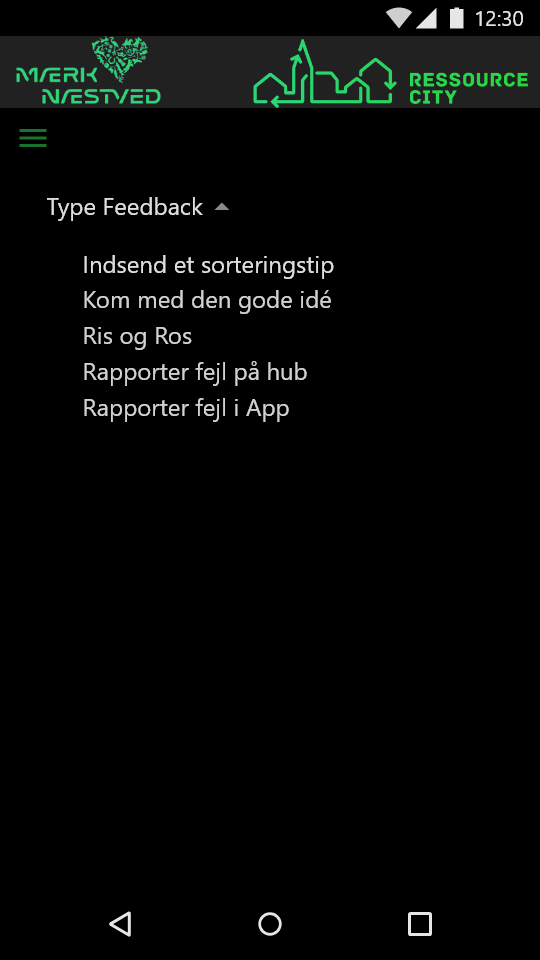 12:30
MÆRK
NÆSTVED
RESSOURCE
CITY
Type Feedback
Indsend et sorteringstip
Kom med den gode idé
Ris og Ros
Rapporter fejl på hub
Rapporter fejl i App